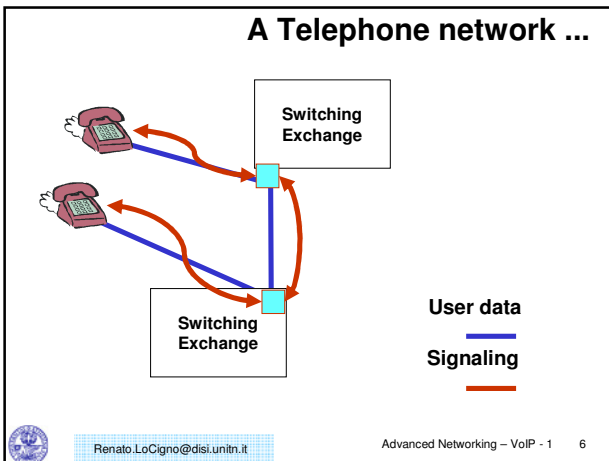 A Telephone network ...
Switching
Exchange
Switching
Exchange
User data
Signaling
Renato.LoCigno@disi.unitn.it
Advanced Networking – VoIP - 1 6